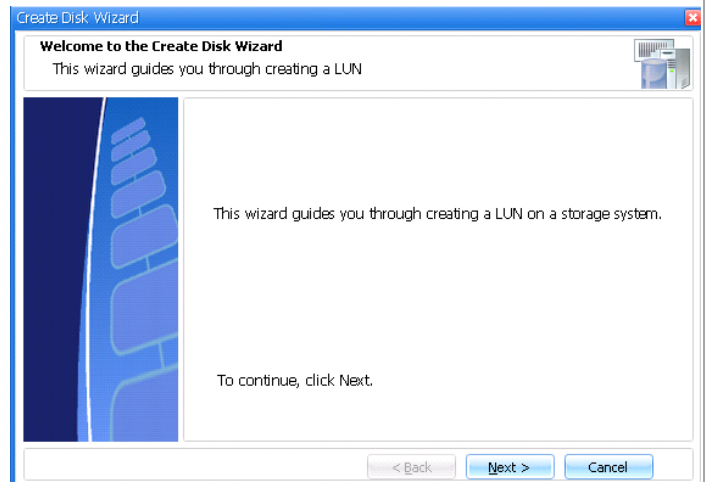 Create Disk Wizard
Welcome to the Create Disk Wizard
This wizard guides you through creating a LUN
This wizard guides you through creating a LUN on a storage system.
To continue, click Next.
< Back Next > Cancel